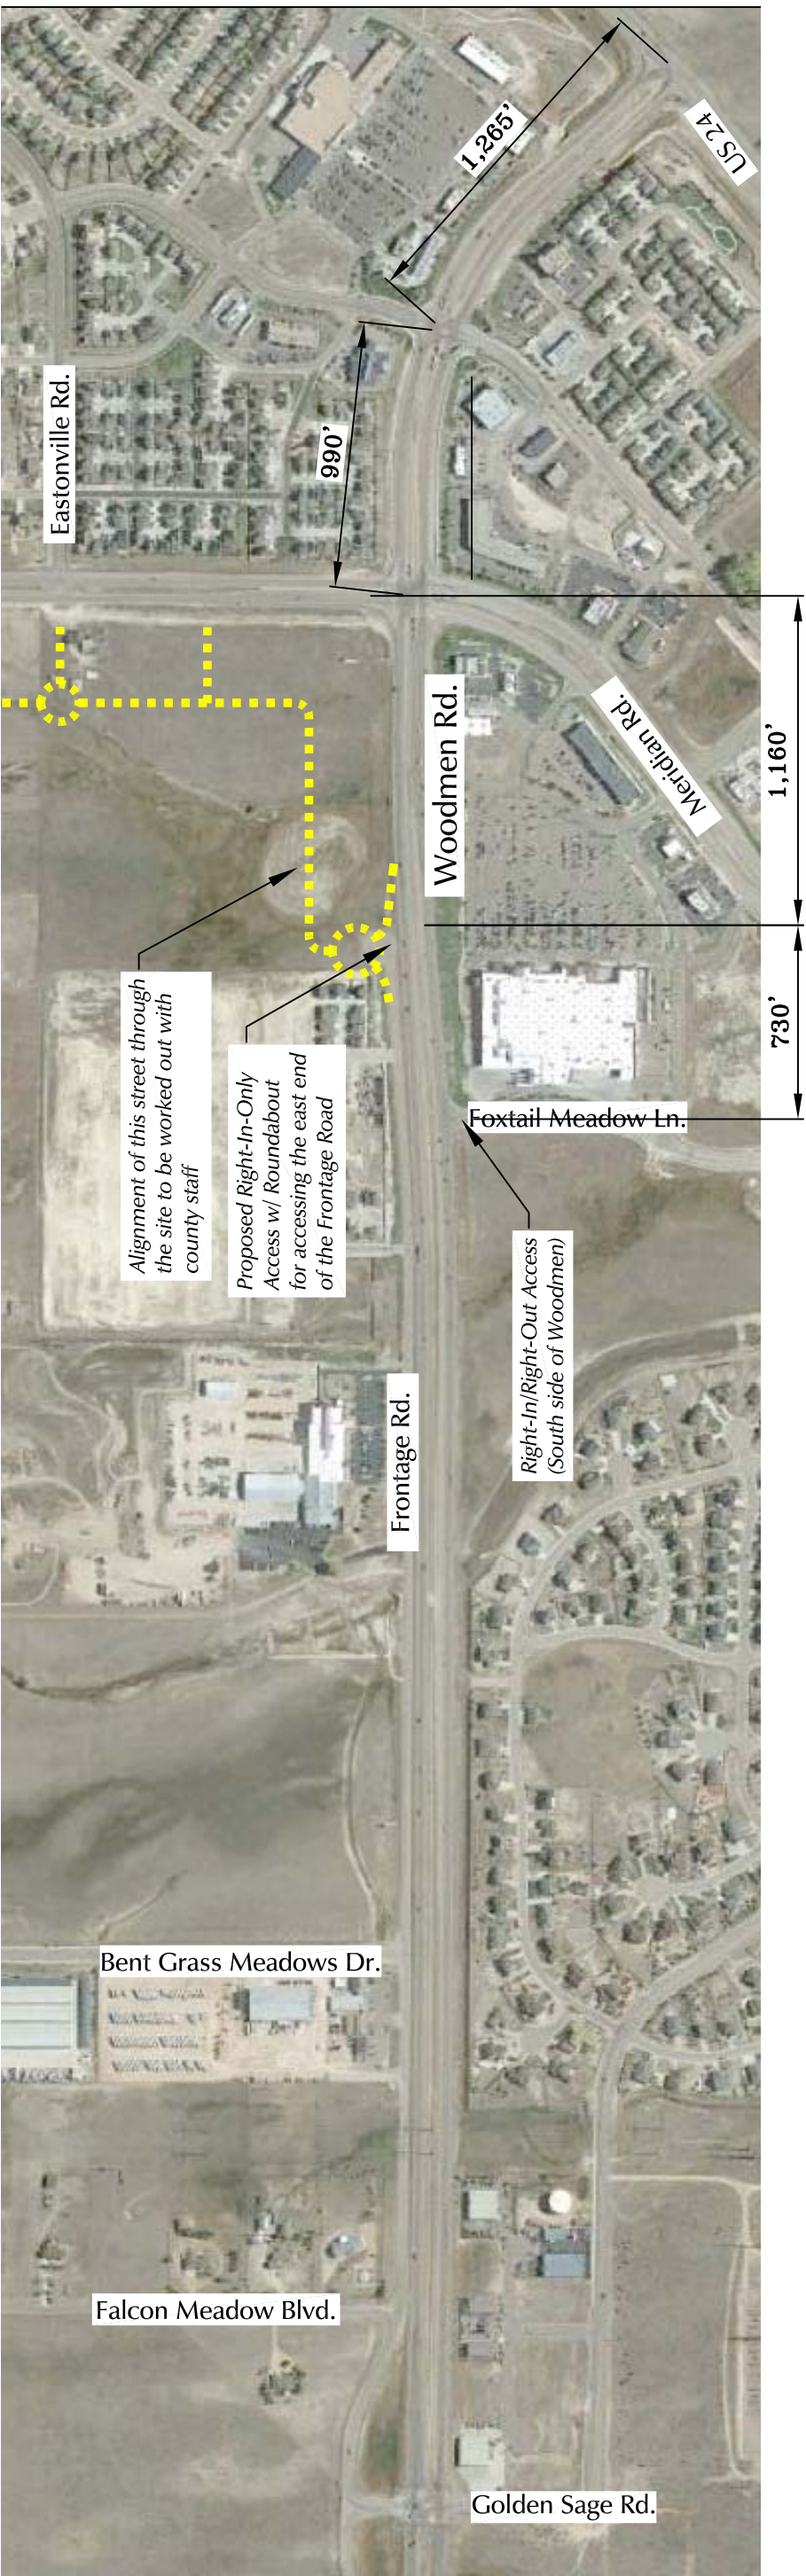 US 24
1,265’
Eastonville Rd.
990’
Woodmen Rd.
Meridian Rd.
1,160’
Alignment of this street through
the site to be worked out with
county staff
Proposed Right-In-Only
Access w/ Roundabout
for accessing the east end
of the Frontage Road
730’
Foxtail Meadow Ln.
Right-In/Right-Out Access
(South side of Woodmen)
Frontage Rd.
Bent Grass Meadows Dr.
Falcon Meadow Blvd.
Golden Sage Rd.